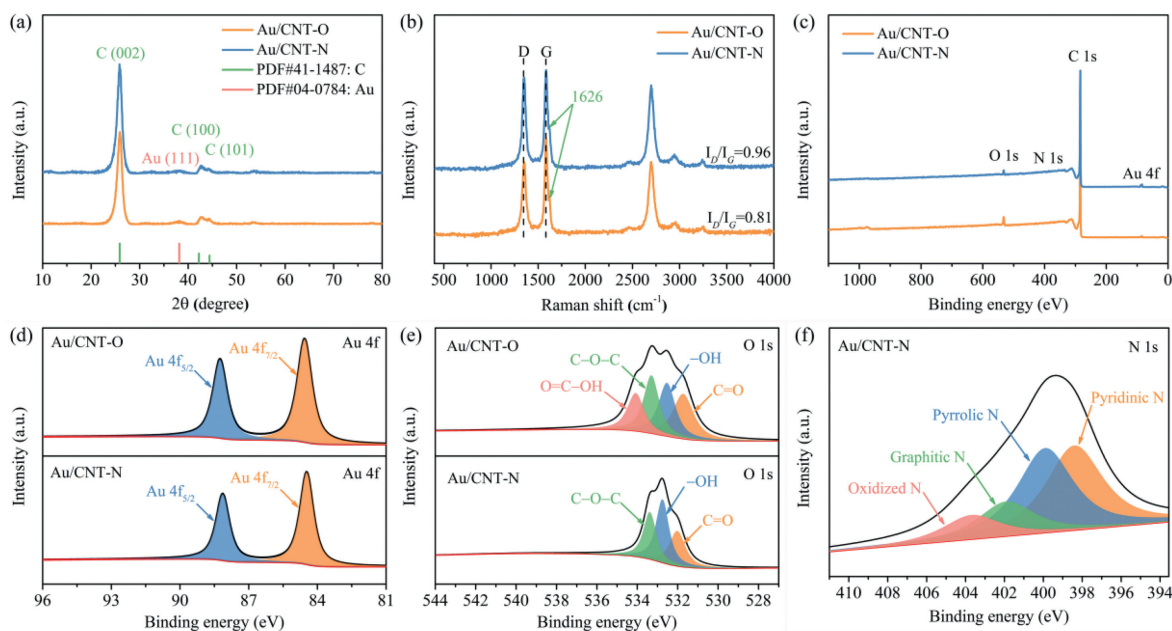 (a)
Au/CNT-O
Au/CNT-N
PDF#41-1487: C
PDF#04-0784: Au
C (002)
C (100)
Au (111)
C (101)
Intensity (a.u.)
10 20 30 40 50 60 70 80
2θ (degree)
(b)
Au/CNT-O
Au/CNT-N
D G
1626
I_D/I_G=0.96
I_D/I_G=0.81
Intensity (a.u.)
500 1000 1500 2000 2500 3000 3500 4000
Raman shift (cm⁻¹)
(c)
Au/CNT-O
Au/CNT-N
C 1s
O 1s N 1s
Au 4f
Intensity (a.u.)
1000 800 600 400 200 0
Binding energy (eV)
(d)
Au/CNT-O Au 4f
Au 4f₇/₂
Au 4f₅/₂
Au/CNT-N Au 4f
Au 4f₇/₂
Au 4f₅/₂
Intensity (a.u.)
96 93 90 87 84 81
Binding energy (eV)
(e)
Au/CNT-O O 1s
C–O–C
–OH
O=C–OH
C=O
Au/CNT-N O 1s
–OH
C–O–C
C=O
Intensity (a.u.)
544 542 540 538 536 534 532 530 528
Binding energy (eV)
(f)
Au/CNT-N N 1s
Pyridinic N
Pyrrolic N
Graphitic N
Oxidized N
Intensity (a.u.)
410 408 406 404 402 400 398 396 394
Binding energy (eV)